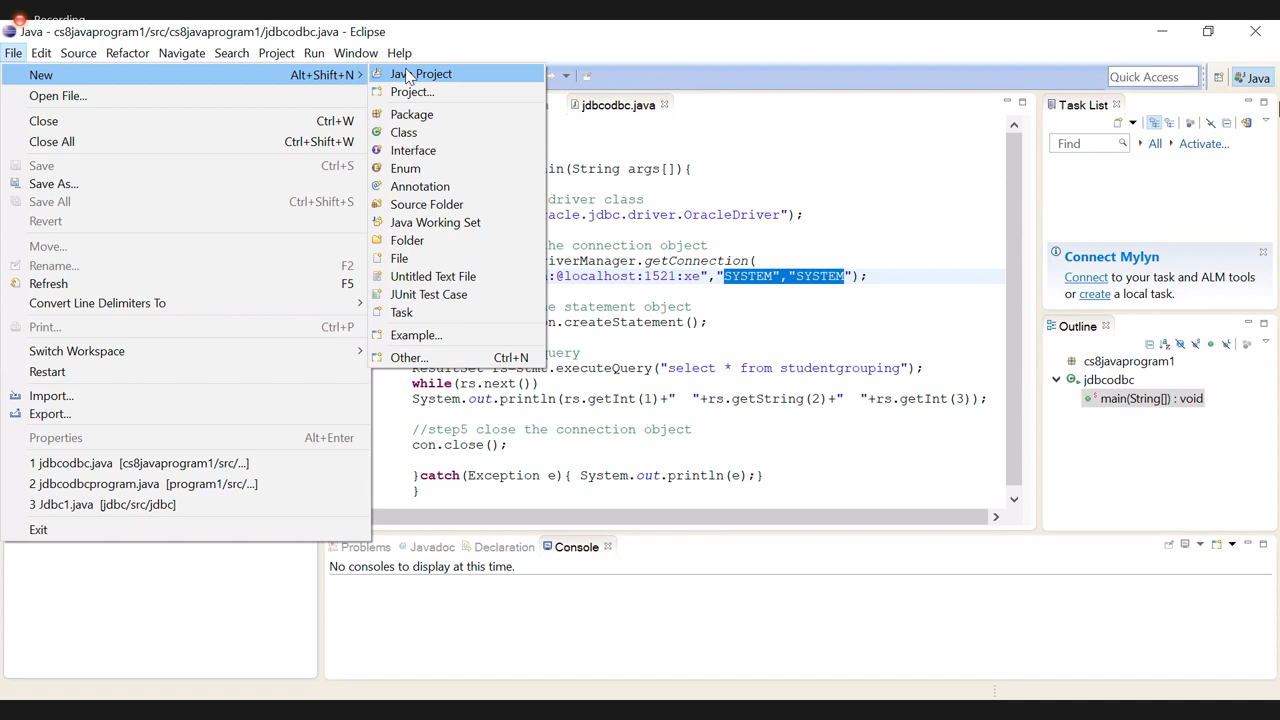 Recording
Java - cs8javaprogram1/src/cs8javaprogram1/jdbcodbc.java - Eclipse
File Edit Source Refactor Navigate Search Project Run Window Help
New Alt+Shift+N
Open File...
Close Ctrl+W
Close All Ctrl+Shift+W
Save Ctrl+S
Save As...
Save All Ctrl+Shift+S
Revert
Move...
Rename... F2
Refresh F5
Convert Line Delimiters To
Print... Ctrl+P
Switch Workspace
Restart
Import...
Export...
Properties Alt+Enter
1 jdbcodbc.java [cs8javaprogram1/src/...]
2 jdbcodbcprogram.java [program1/src/...]
3 Jdbc1.java [jdbc/src/jdbc]
Exit
Java Project
Project...
Package
Class
Interface
Enum
Annotation
Source Folder
Java Working Set
Folder
File
Untitled Text File
JUnit Test Case
Task
Example...
Other... Ctrl+N
Quick Access
Java
jdbcodbc.java
in(String args[]){
driver class
acle.jdbc.driver.OracleDriver");
he connection object
iverManager.getConnection(
:@localhost:1521:xe","SYSTEM","SYSTEM");
e statement object
on.createStatement();
query
ResultSet rs=stmt.executeQuery("select * from studentgrouping");
while(rs.next())
System.out.println(rs.getInt(1)+"  "+rs.getString(2)+"  "+rs.getInt(3));
//step5 close the connection object
con.close();
}catch(Exception e){ System.out.println(e);}
}
Task List
Find All Activate...
Connect Mylyn
Connect to your task and ALM tools
or create a local task.
Outline
cs8javaprogram1
jdbcodbc
main(String[]) : void
Problems Javadoc Declaration Console
No consoles to display at this time.